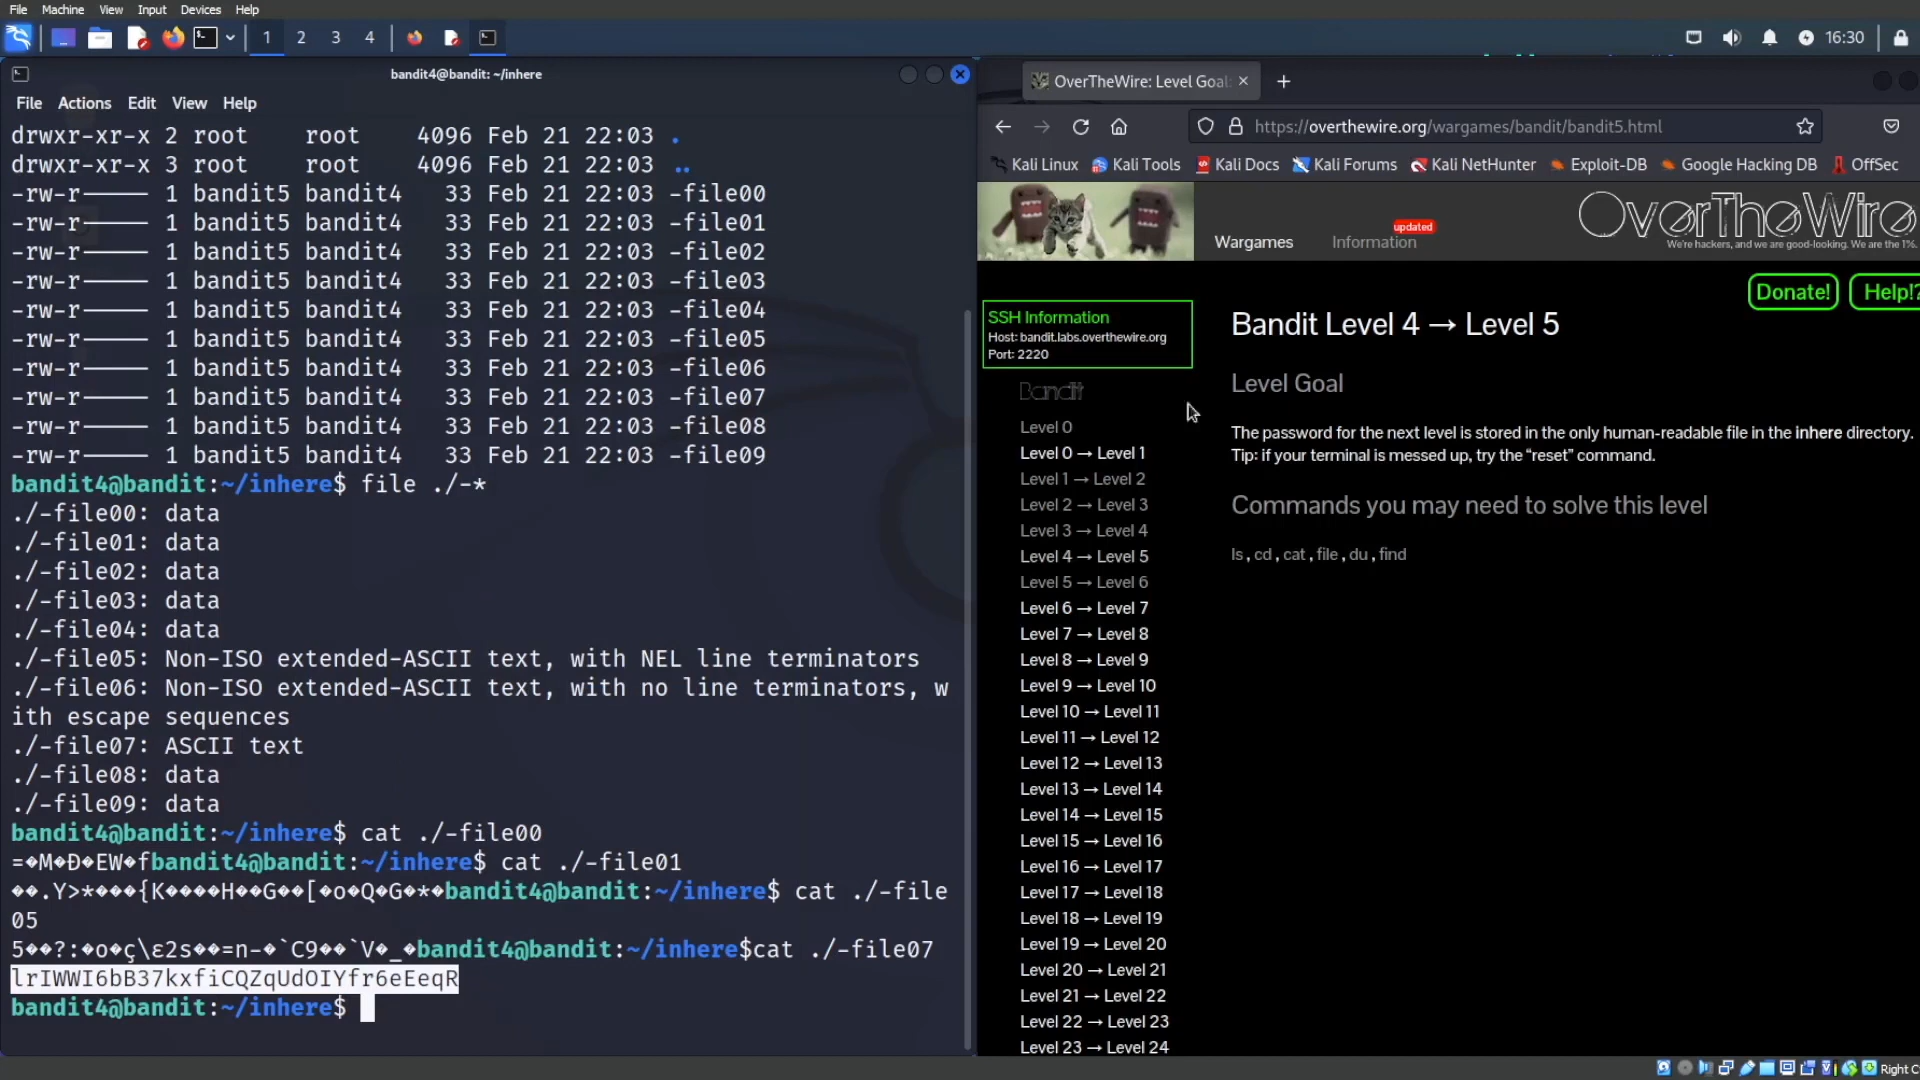 File Machine View Input Devices Help
1 2 3 4
16:30
bandit4@bandit: ~/inhere
File Actions Edit View Help
drwxr-xr-x 2 root root 4096 Feb 21 22:03 .
drwxr-xr-x 3 root root 4096 Feb 21 22:03 ..
-rw-r----- 1 bandit5 bandit4 33 Feb 21 22:03 -file00
-rw-r----- 1 bandit5 bandit4 33 Feb 21 22:03 -file01
-rw-r----- 1 bandit5 bandit4 33 Feb 21 22:03 -file02
-rw-r----- 1 bandit5 bandit4 33 Feb 21 22:03 -file03
-rw-r----- 1 bandit5 bandit4 33 Feb 21 22:03 -file04
-rw-r----- 1 bandit5 bandit4 33 Feb 21 22:03 -file05
-rw-r----- 1 bandit5 bandit4 33 Feb 21 22:03 -file06
-rw-r----- 1 bandit5 bandit4 33 Feb 21 22:03 -file07
-rw-r----- 1 bandit5 bandit4 33 Feb 21 22:03 -file08
-rw-r----- 1 bandit5 bandit4 33 Feb 21 22:03 -file09
bandit4@bandit:~/inhere$ file ./-*
./-file00: data
./-file01: data
./-file02: data
./-file03: data
./-file04: data
./-file05: Non-ISO extended-ASCII text, with NEL line terminators
./-file06: Non-ISO extended-ASCII text, with no line terminators, w
ith escape sequences
./-file07: ASCII text
./-file08: data
./-file09: data
bandit4@bandit:~/inhere$ cat ./-file00
=�M�Ð�EW�fbandit4@bandit:~/inhere$ cat ./-file01
��.Y>*���{K����H��G��[�o�Q�G�*�bandit4@bandit:~/inhere$ cat ./-file
05
5��?:�o�ç\ε2s��=n-�`C9��`V�_�bandit4@bandit:~/inhere$cat ./-file07
lrIWWI6bB37kxfiCQZqUdOIYfr6eEeqR
bandit4@bandit:~/inhere$
OverTheWire: Level Goal:
https://overthewire.org/wargames/bandit/bandit5.html
Kali Linux Kali Tools Kali Docs Kali Forums Kali NetHunter Exploit-DB Google Hacking DB OffSec
Wargames
Information
updated
OverTheWire
We're hackers, and we are good-looking. We are the 1%.
Donate! Help!?
SSH Information
Host: bandit.labs.overthewire.org
Port: 2220
Bandit
Level 0
Level 0 → Level 1
Level 1 → Level 2
Level 2 → Level 3
Level 3 → Level 4
Level 4 → Level 5
Level 5 → Level 6
Level 6 → Level 7
Level 7 → Level 8
Level 8 → Level 9
Level 9 → Level 10
Level 10 → Level 11
Level 11 → Level 12
Level 12 → Level 13
Level 13 → Level 14
Level 14 → Level 15
Level 15 → Level 16
Level 16 → Level 17
Level 17 → Level 18
Level 18 → Level 19
Level 19 → Level 20
Level 20 → Level 21
Level 21 → Level 22
Level 22 → Level 23
Level 23 → Level 24
Bandit Level 4 → Level 5
Level Goal
The password for the next level is stored in the only human-readable file in the inhere directory.
Tip: if your terminal is messed up, try the “reset” command.
Commands you may need to solve this level
ls , cd , cat , file , du , find
Right C